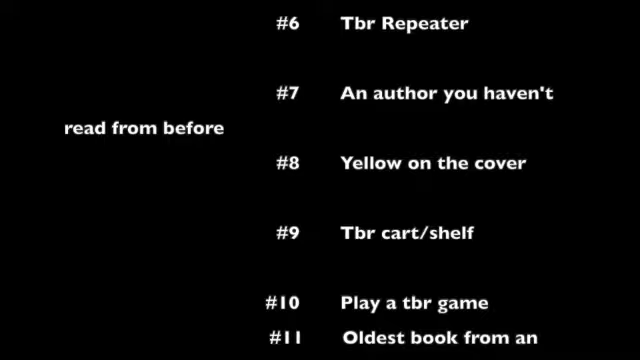 #6 Tbr Repeater
#7 An author you haven't
read from before
#8 Yellow on the cover
#9 Tbr cart/shelf
#10 Play a tbr game
#11 Oldest book from an